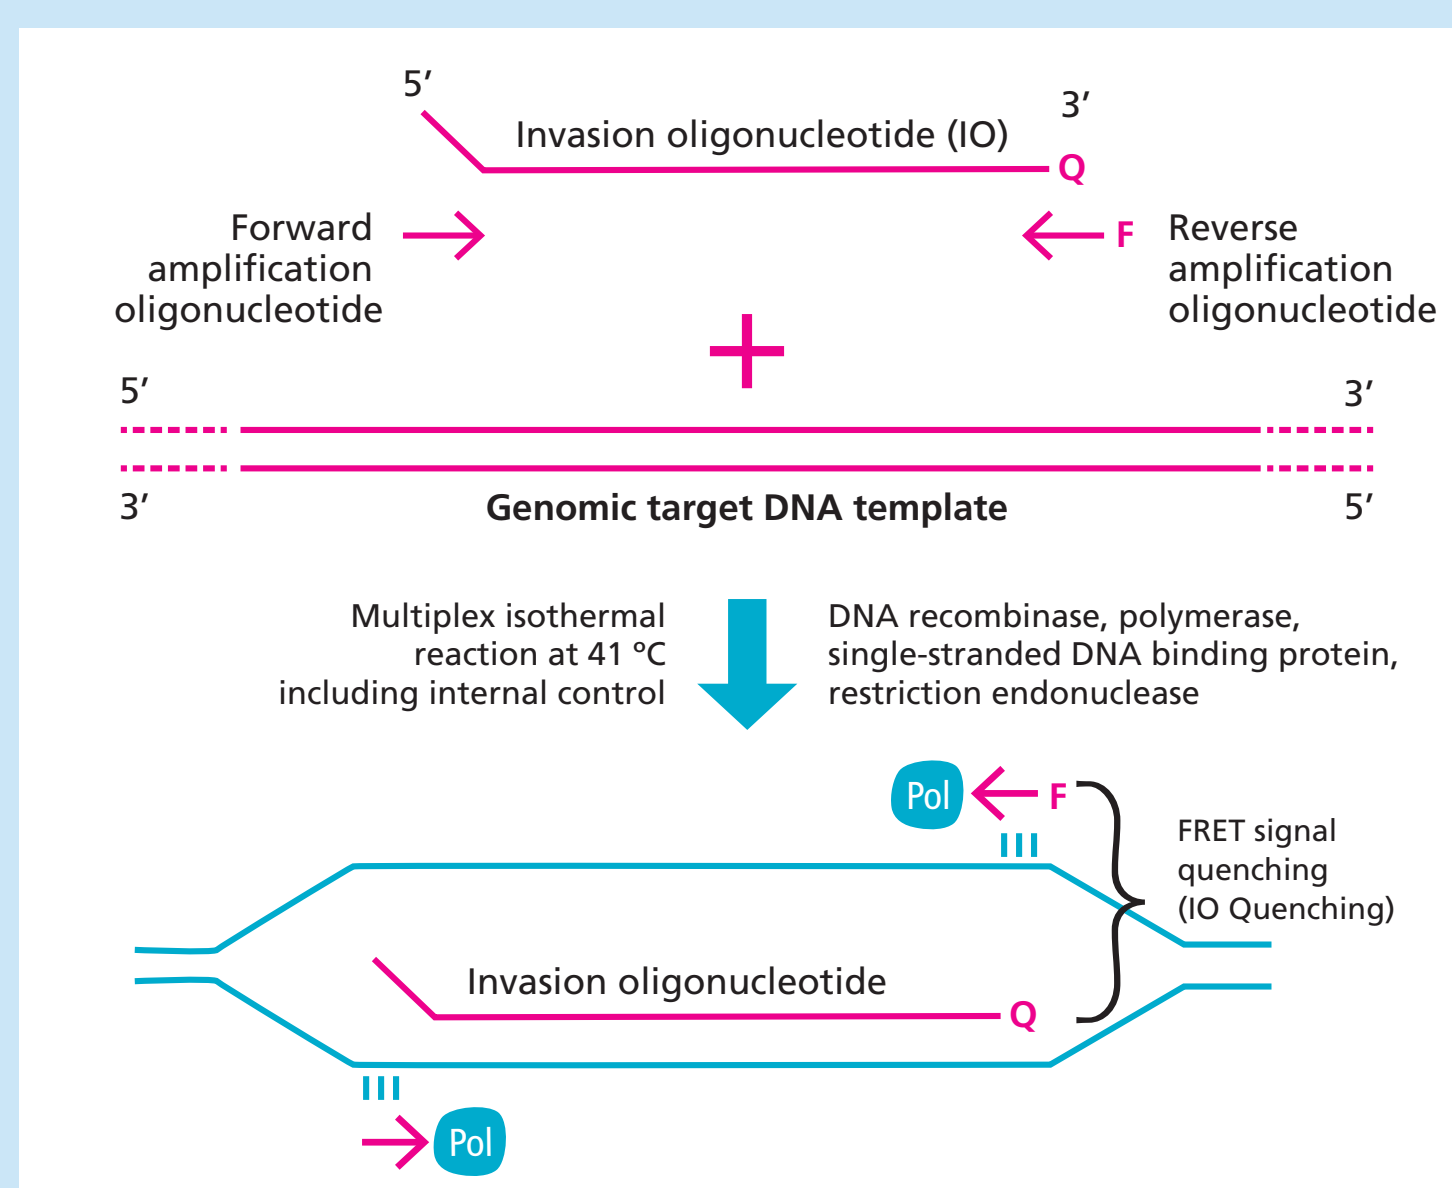 5′
3′
Invasion oligonucleotide (IO)
Q
Forward
amplification
oligonucleotide
F
Reverse
amplification
oligonucleotide
+
5′
3′
3′
Genomic target DNA template
5′
Multiplex isothermal
reaction at 41 ºC
including internal control
DNA recombinase, polymerase,
single-stranded DNA binding protein,
restriction endonuclease
Pol
F
FRET signal
quenching
(IO Quenching)
Invasion oligonucleotide
Q
Pol